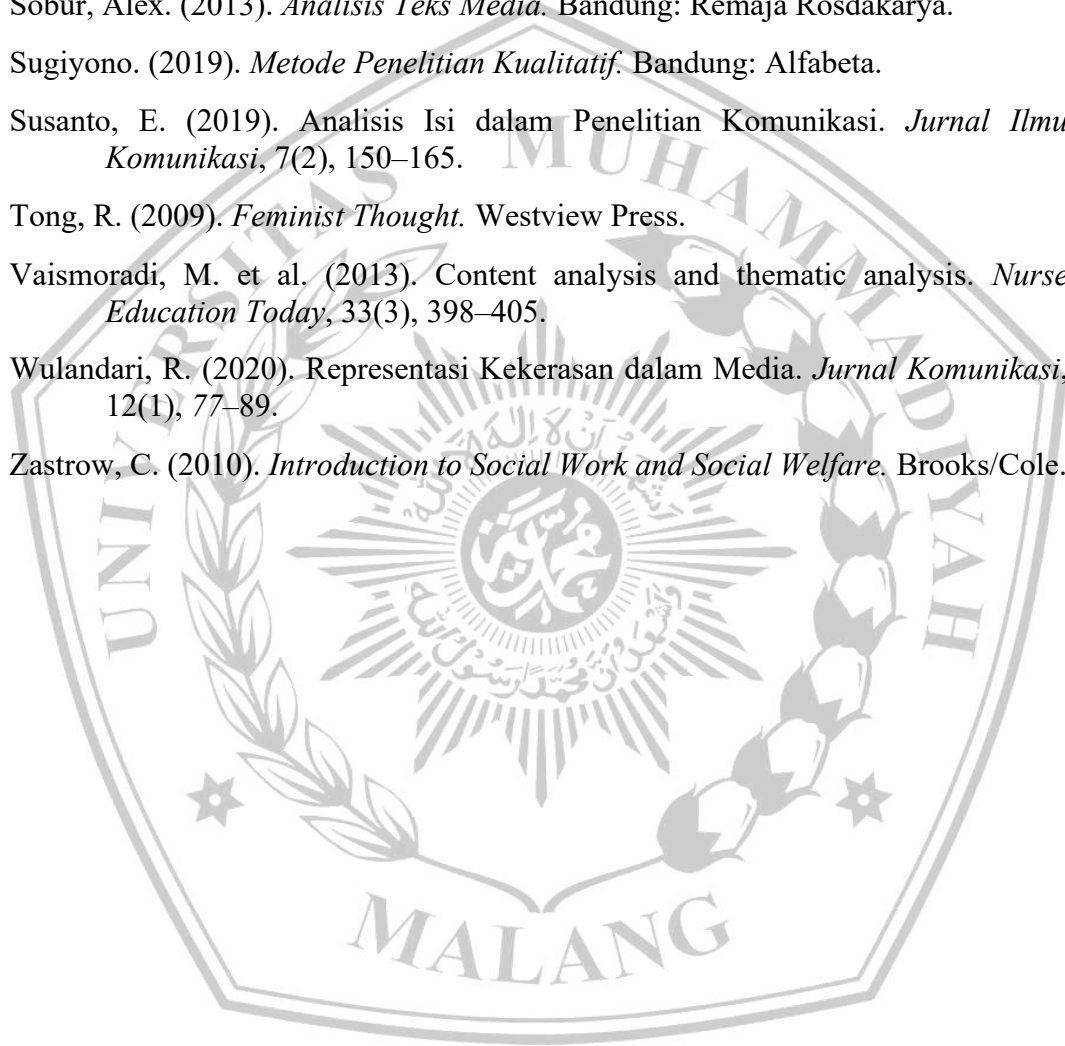 Sobur, Alex. (2013). Analisis Teks Media. Bandung: Remaja Rosdakarya.
Sugiyono. (2019). Metode Penelitian Kualitatif. Bandung: Alfabeta.
Susanto, E. (2019). Analisis Isi dalam Penelitian Komunikasi. Jurnal Ilmu
Komunikasi, 7(2), 150–165.
Tong, R. (2009). Feminist Thought. Westview Press.
Vaismoradi, M. et al. (2013). Content analysis and thematic analysis. Nurse
Education Today, 33(3), 398–405.
Wulandari, R. (2020). Representasi Kekerasan dalam Media. Jurnal Komunikasi,
12(1), 77–89.
Zastrow, C. (2010). Introduction to Social Work and Social Welfare. Brooks/Cole.
UNIVERSITAS MUHAMMADIYAH
MALANG